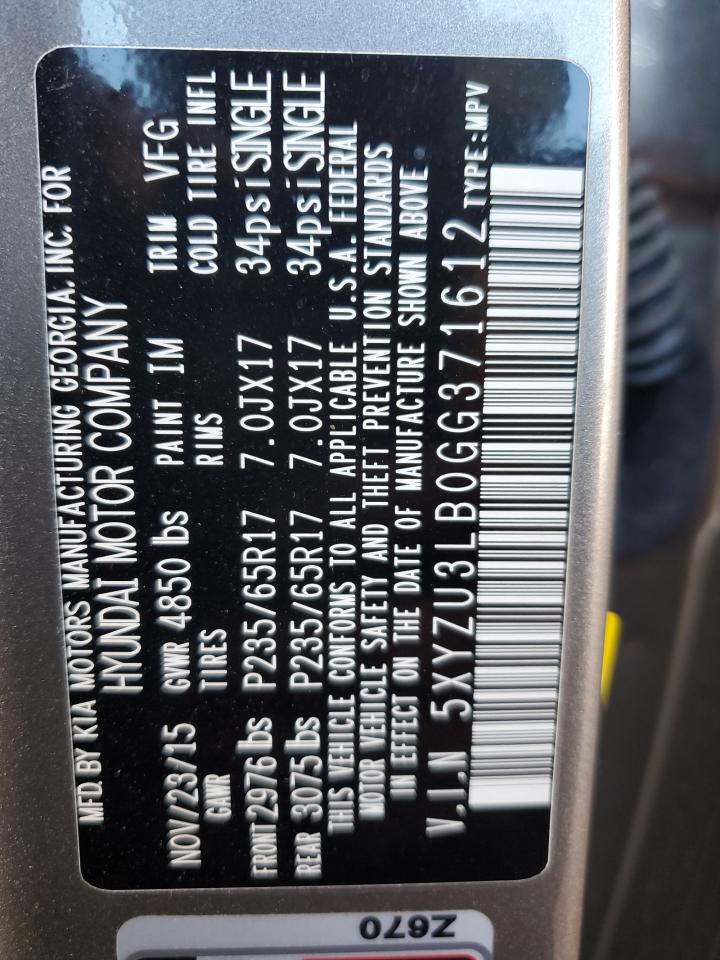 MFD BY KIA MOTORS MANUFACTURING GEORGIA. INC. FOR
HYUNDAI MOTOR COMPANY
NOV/23/15 GVWR 4850 lbs PAINT IM TRIM VFG
GAWR TIRES RIMS COLD TIRE INFL
FRONT 2976 lbs P235/65R17 7.0JX17 34psi SINGLE
REAR 3075 lbs P235/65R17 7.0JX17 34psi SINGLE
THIS VEHICLE CONFORMS TO ALL APPLICABLE U.S.A. FEDERAL
MOTOR VEHICLE SAFETY AND THEFT PREVENTION STANDARDS
IN EFFECT ON THE DATE OF MANUFACTURE SHOWN ABOVE.
V.I.N 5XYZU3LB0GG371612 TYPE:MPV
Z670